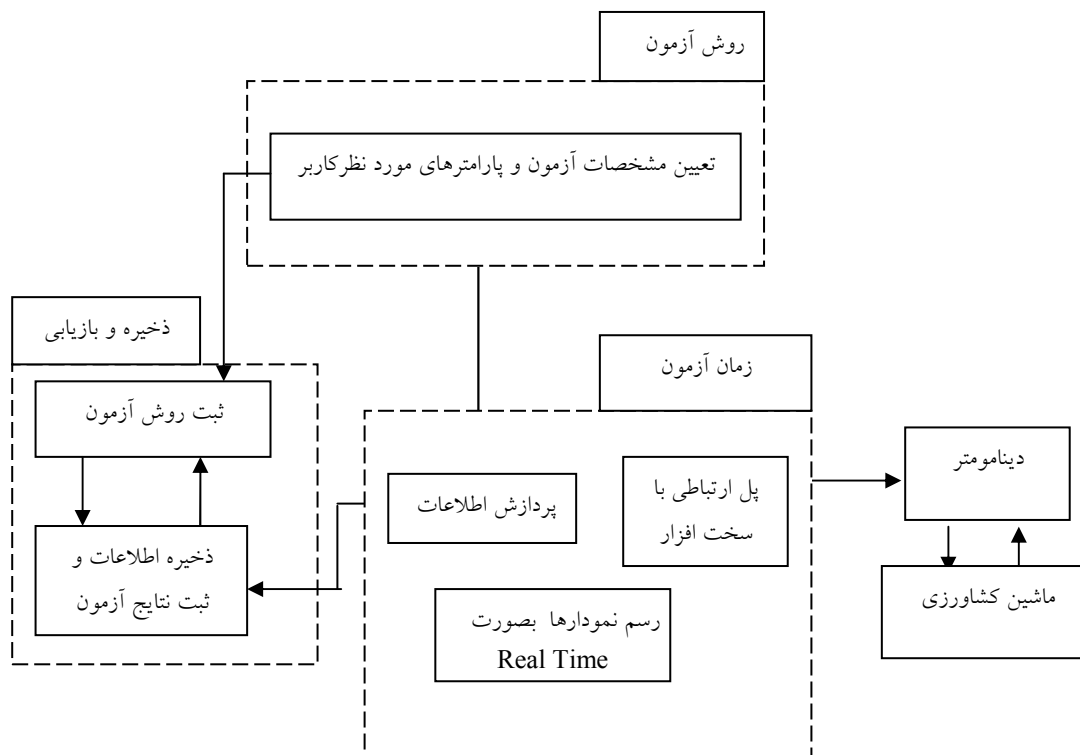 روش آزمون
تعیین مشخصات آزمون و پارامترهای مورد نظرکاربر
ذخیره و بازیابی
زمان آزمون
ثبت روش آزمون
دینامومتر
پل ارتباطی با
سخت افزار
پردازش اطلاعات
ذخیره اطلاعات و
ثبت نتایج آزمون
ماشین کشاورزی
رسم نمودارها بصورت
Real Time